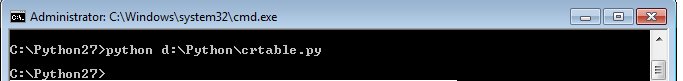 Administrator: C:\Windows\system32\cmd.exe
C:\Python27>python d:\Python\crtable.py
C:\Python27>